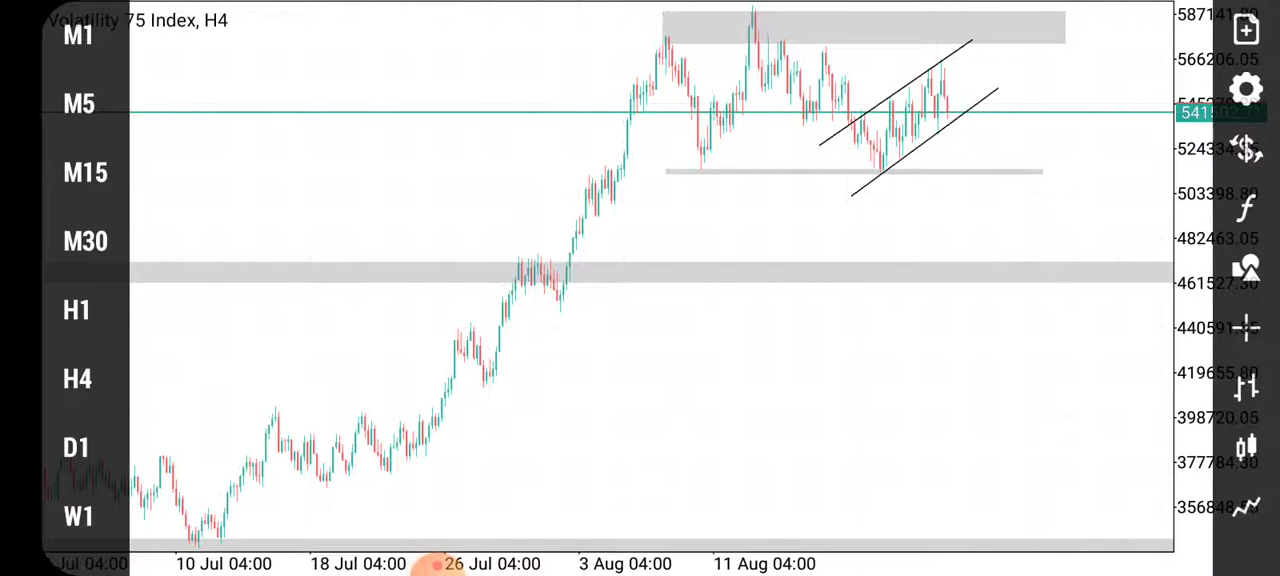 Volatility 75 Index, H4
M1
M5
M15
M30
H1
H4
D1
W1
587141.80
566206.05
524334
503398.80
482463.05
461527.30
440591.55
419655.80
398720.05
377784.30
356848
Jul 04:00
10 Jul 04:00
18 Jul 04:00
26 Jul 04:00
3 Aug 04:00
11 Aug 04:00